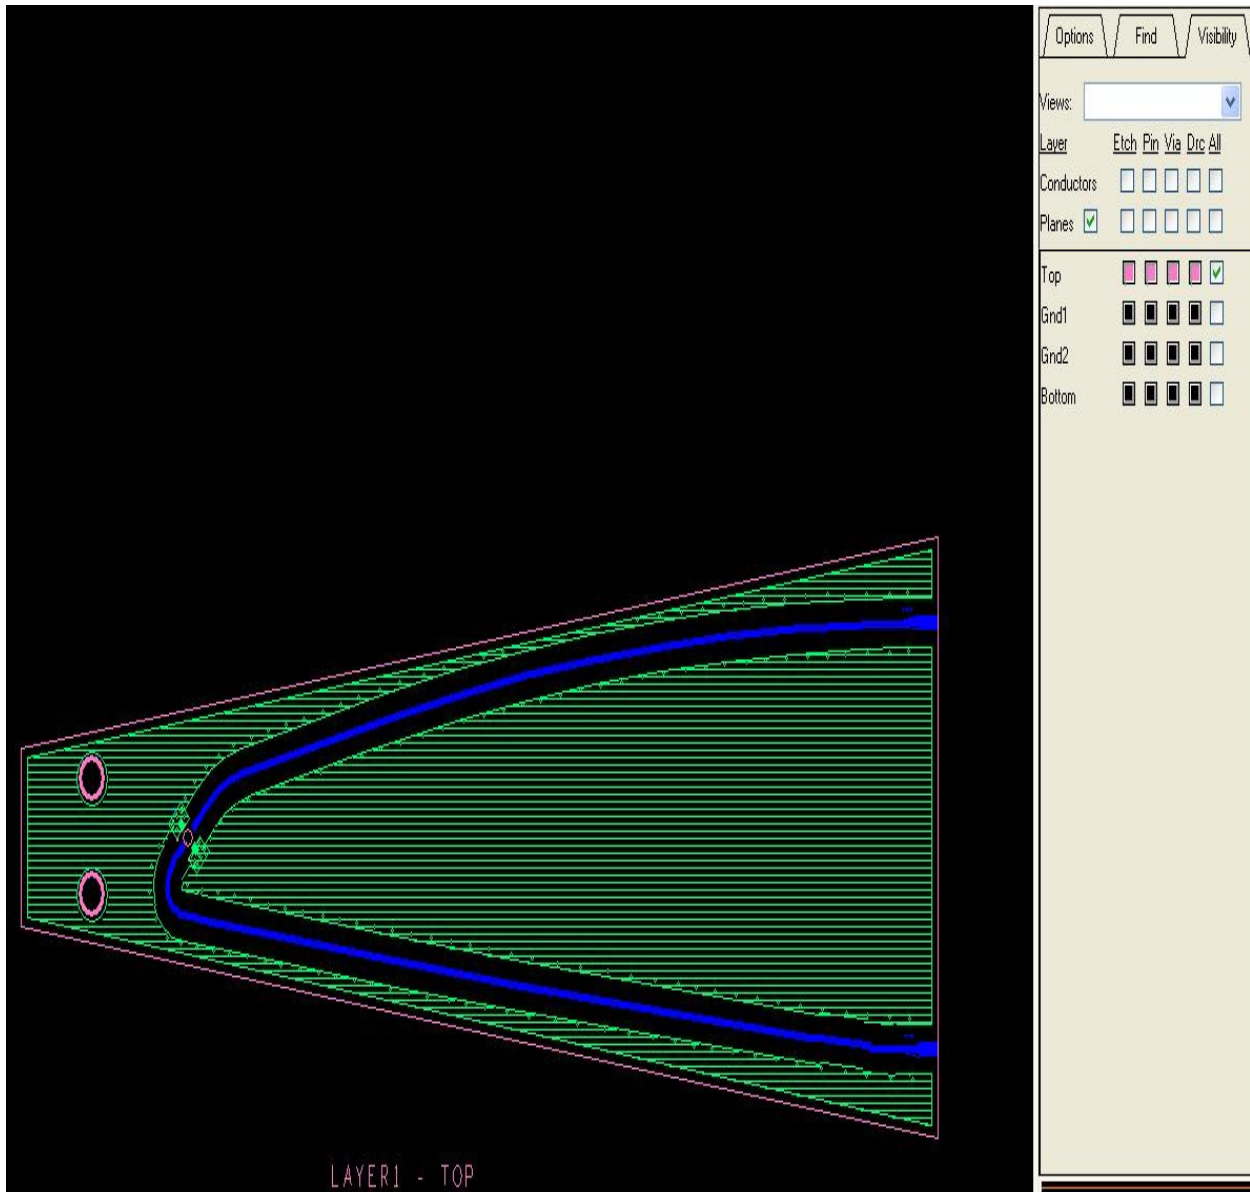 Options Find Visibility
Views:
Layer Etch Pin Via Drc All
Conductors
Planes
Top
Gnd1
Gnd2
Bottom
LAYER1 - TOP